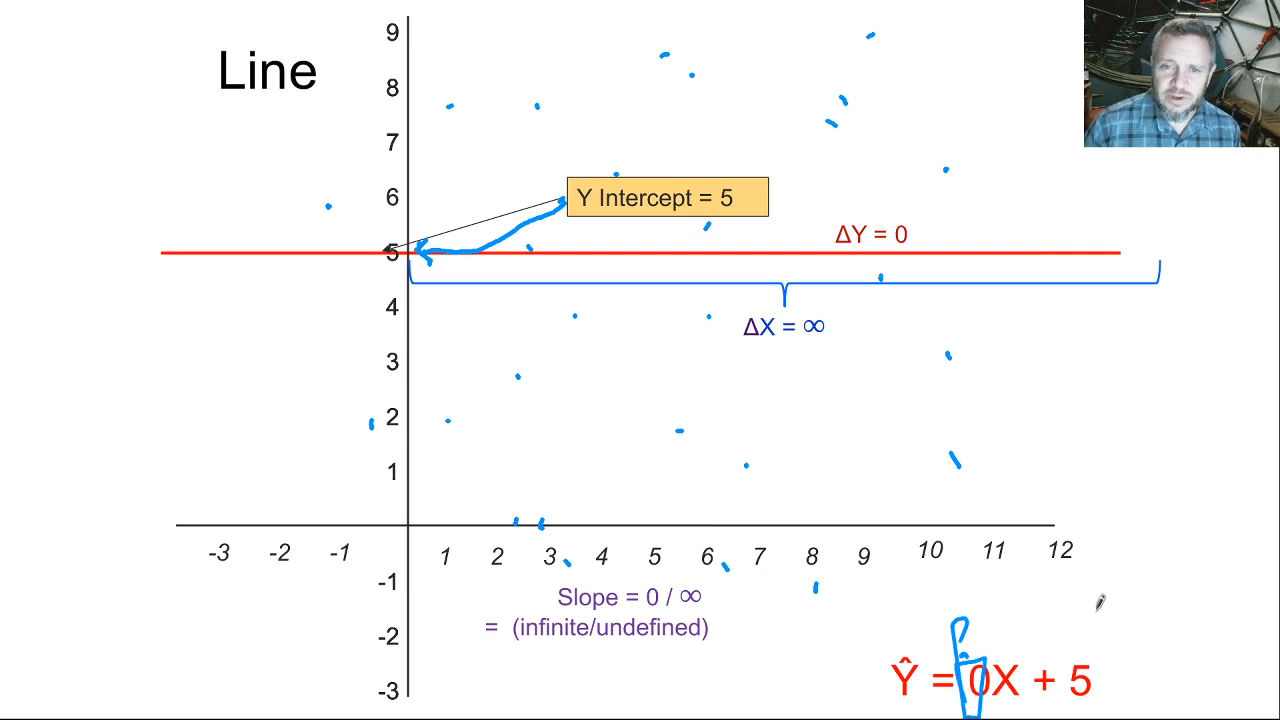 Line
9
8
7
6
5
4
3
2
1
-1
-2
-3
Y Intercept = 5
ΔY = 0
ΔX = ∞
-3 -2 -1 1 2 3 4 5 6 7 8 9 10 11 12
Slope = 0 / ∞
= (infinite/undefined)
Ŷ = 0X + 5